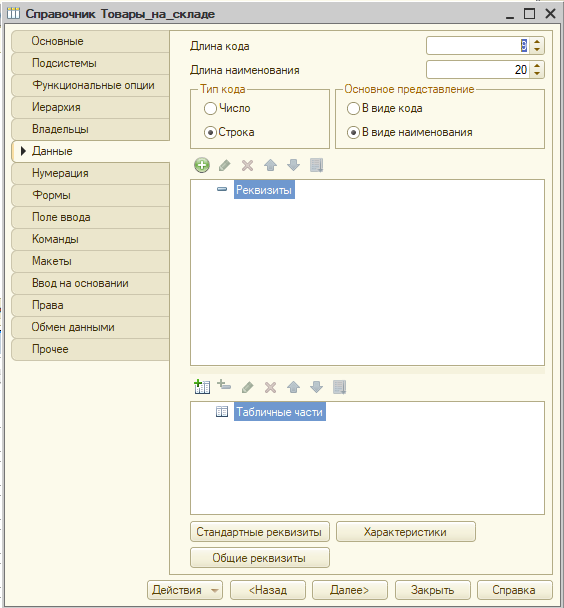 Справочник Товары_на_складе
Основные
Подсистемы
Функциональные опции
Иерархия
Владельцы
Данные
Нумерация
Формы
Поле ввода
Команды
Макеты
Ввод на основании
Права
Обмен данными
Прочее
Длина кода 9
Длина наименования 20
Тип кода
Число
Строка
Основное представление
В виде кода
В виде наименования
Реквизиты
Табличные части
Стандартные реквизиты Характеристики
Общие реквизиты
Действия <Назад Далее> Закрыть Справка